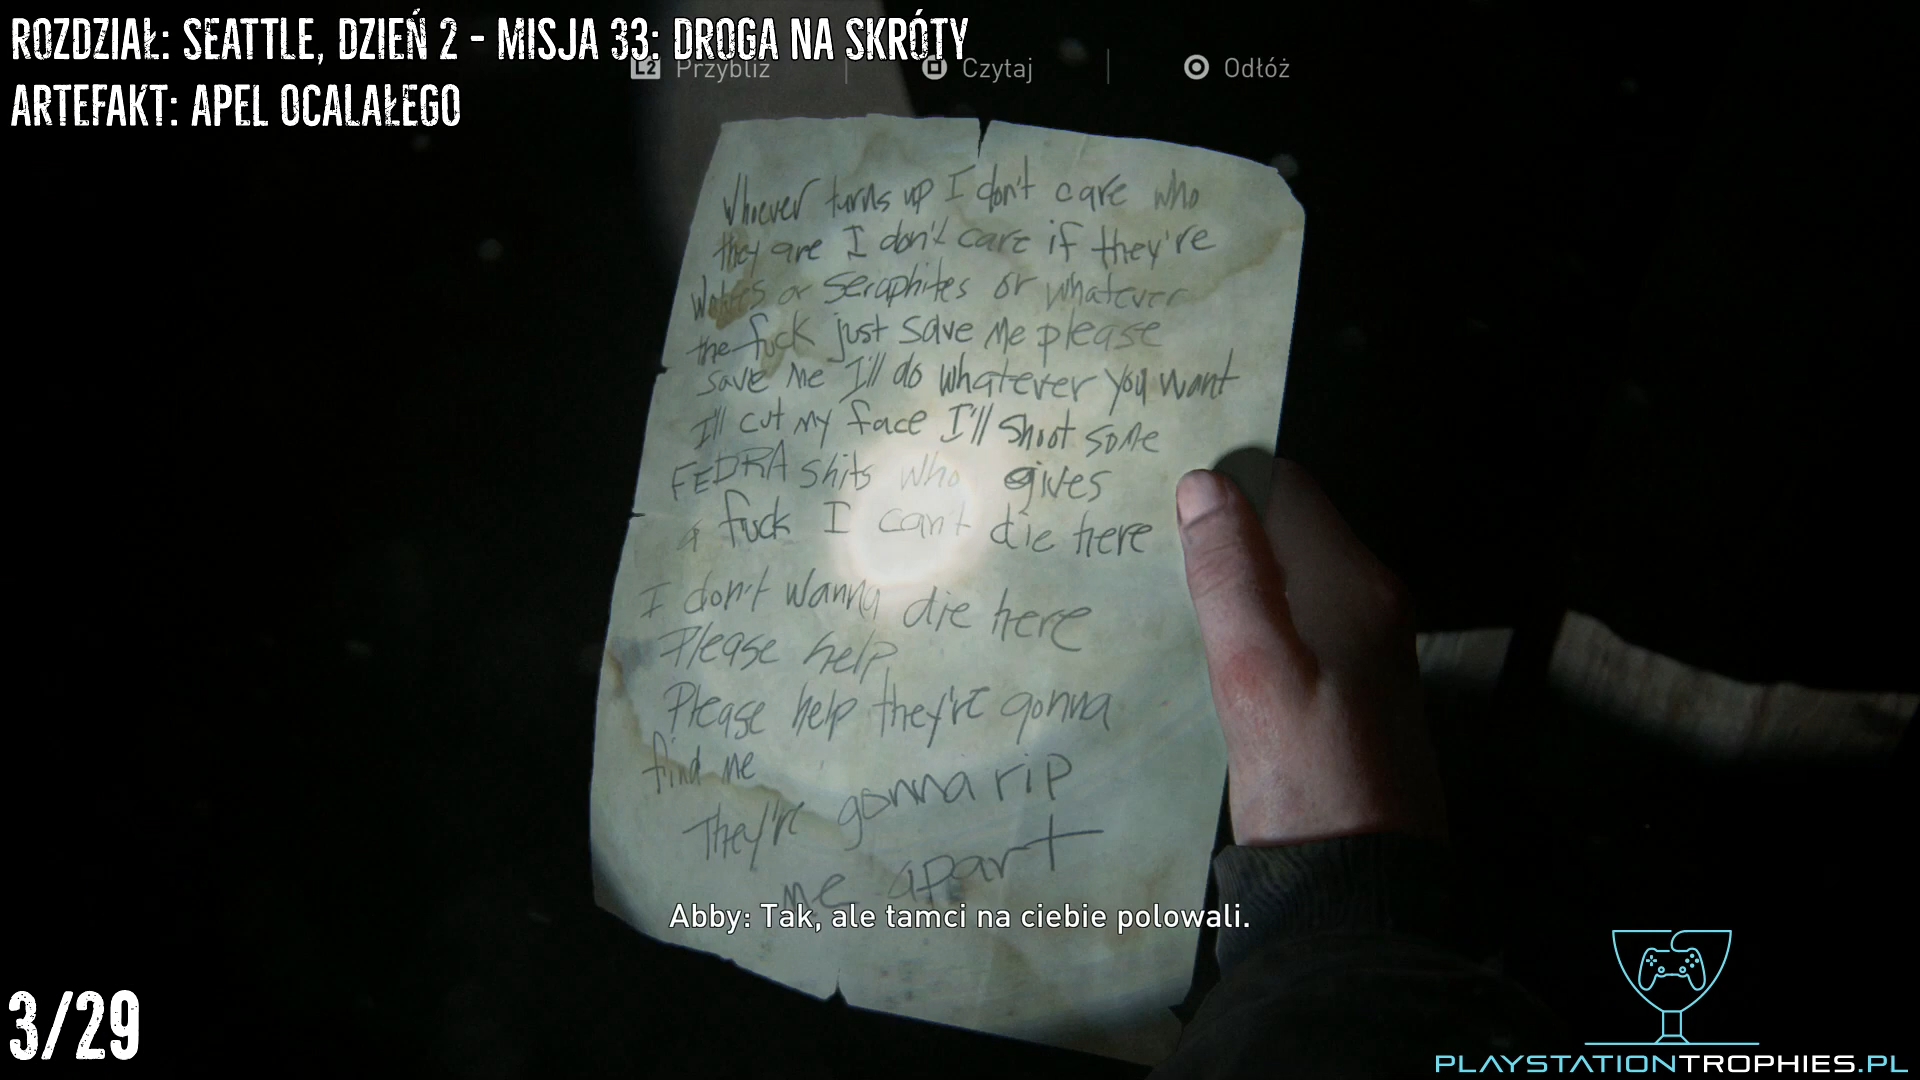 ROZDZIAŁ: SEATTLE, DZIEŃ 2 - MISJA 33: DROGA NA SKRÓTY
L2 Przybliż Czytaj Odłóż
ARTEFAKT: APEL OCALAŁEGO
Whoever turns up I don't care who
they are I don't care if they're
Wolves or Seraphites or whatever
the fuck just save me please
save me I'll do whatever you want
I'll cut my face I'll shoot some
FEDRA shits who gives
a fuck I can't die here
I don't wanna die here
Please help
Please help they're gonna
find me
They're gonna rip
me apart
Abby: Tak, ale tamci na ciebie polowali.
3/29
PLAYSTATIONTROPHIES.PL